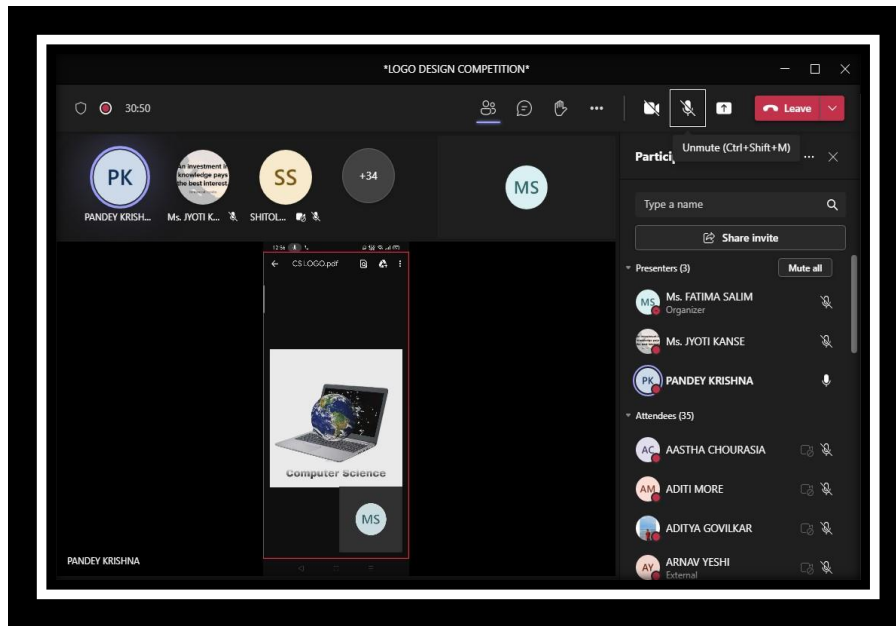 *LOGO DESIGN COMPETITION*
30:50
Leave
Unmute (Ctrl+Shift+M)
Partici
PK
An investment in
knowledge pays
the best interest.
SS
+34
MS
PANDEY KRISH...
Ms. JYOTI K...
SHITOL...
Type a name
Share invite
Presenters (3)
Mute all
MS
Ms. FATIMA SALIM
Organizer
Ms. JYOTI KANSE
PK
PANDEY KRISHNA
Attendees (35)
AC
AASTHA CHOURASIA
AM
ADITI MORE
ADITYA GOVILKAR
AY
ARNAV YESHI
External
CS LOGO.pdf
Computer Science
MS
PANDEY KRISHNA